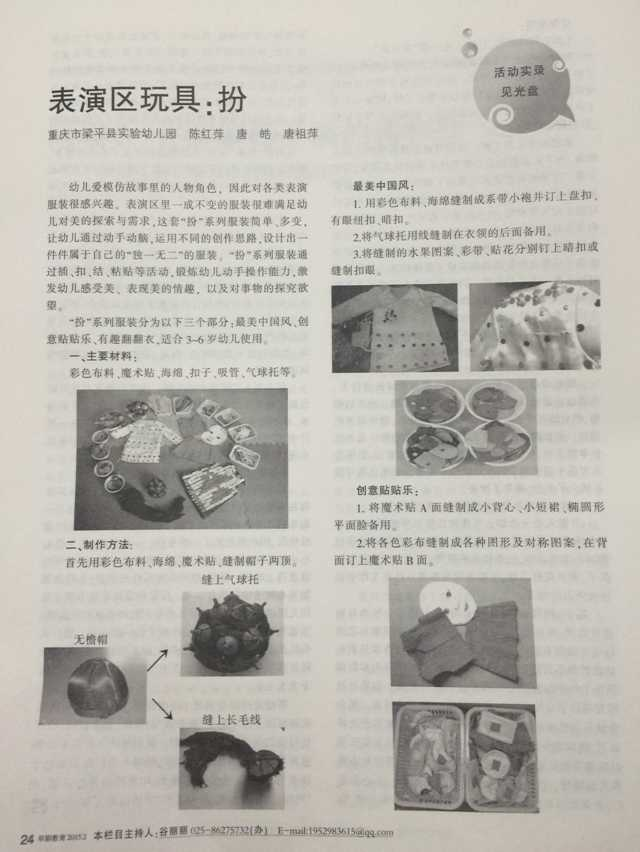 活动实录
见光盘
表演区玩具:扮
重庆市梁平县实验幼儿园 陈红萍 唐 皓 唐祖萍
幼儿爱模仿故事里的人物角色，因此对各类表演
服装很感兴趣。表演区里一成不变的服装很难满足幼
儿对美的探索与需求,这套“扮”系列服装简单、多变,
让幼儿通过动手动脑,运用不同的创作思路,设计出一
件件属于自己的“独一无二”的服装。“扮”系列服装通
过插、扣、结、粘贴等活动,锻炼幼儿动手操作能力,激
发幼儿感受美、表现美的情趣，以及对事物的探究欲
望。
“扮”系列服装分为以下三个部分:最美中国风、创
意贴贴乐、有趣翻翻衣,适合 3–6 岁幼儿使用。
一、主要材料:
彩色布料、魔术贴、海绵、扣子、吸管、气球托等。
二、制作方法:
首先用彩色布料、海绵、魔术贴、缝制帽子两顶。
缝上气球托
无檐帽
缝上长毛线
最美中国风:
1. 用彩色布料、海绵缝制成系带小袍并订上盘扣、
有眼纽扣、暗扣。
2.将气球托用线缝制在衣领的后面备用。
3.将缝制的水果图案、彩带、贴花分别订上暗扣或
缝制扣眼。
创意贴贴乐:
1. 将魔术贴 A 面缝制成小背心、小短裙、椭圆形
平面脸备用。
2.将各色彩布缝制成各种图形及对称图案,在背
面订上魔术贴 B 面。
24 早期教育 2015.2 本栏目主持人:谷丽丽 025-86275732(办) E-mail:1952983615@qq.com